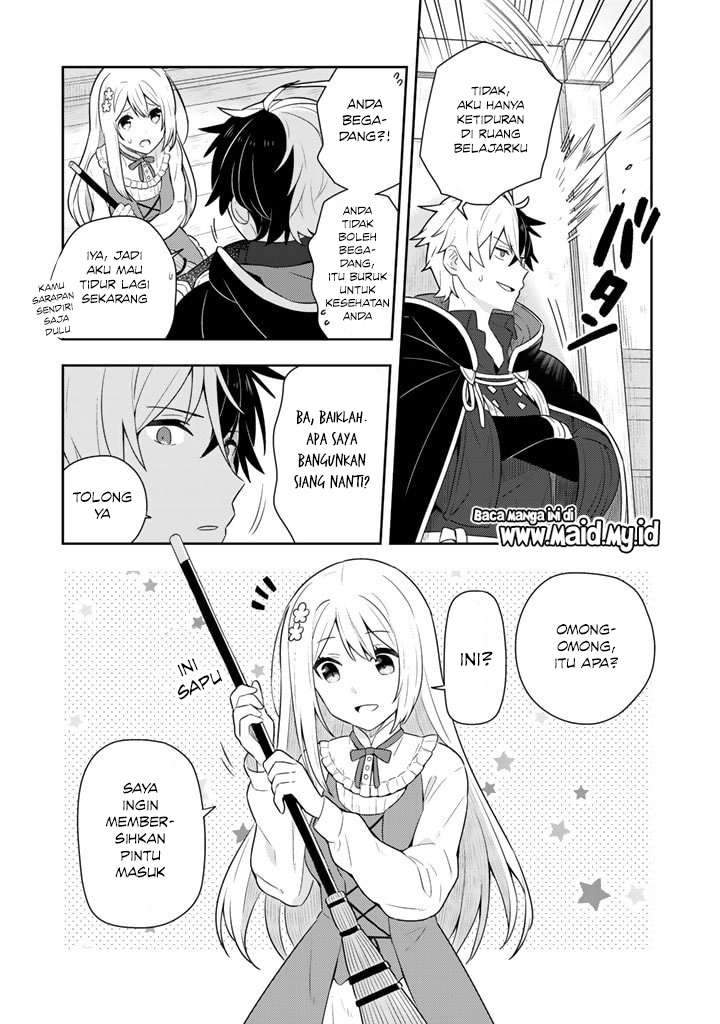 TIDAK,
AKU HANYA
KETIDURAN
DI RUANG
BELAJARKU
バタン
ANDA
BEGA-
DANG?!
ANDA
TIDAK
BOLEH
BEGA-
DANG,
ITU BURUK
UNTUK
KESEHATAN
ANDA
IYA, JADI
AKU MAU
TIDUR LAGI
SEKARANG
KAMU
SARAPAN
SENDIRI
SAJA
DULU
BA, BAIKLAH.
APA SAYA
BANGUNKAN
SIANG NANTI?
TOLONG
YA
Baca Manga ini di
www.Maid.my.id
OMONG-
OMONG,
ITU APA?
INI?
INI
SAPU
SAYA
INGIN
MEMBER-
SIHKAN
PINTU
MASUK